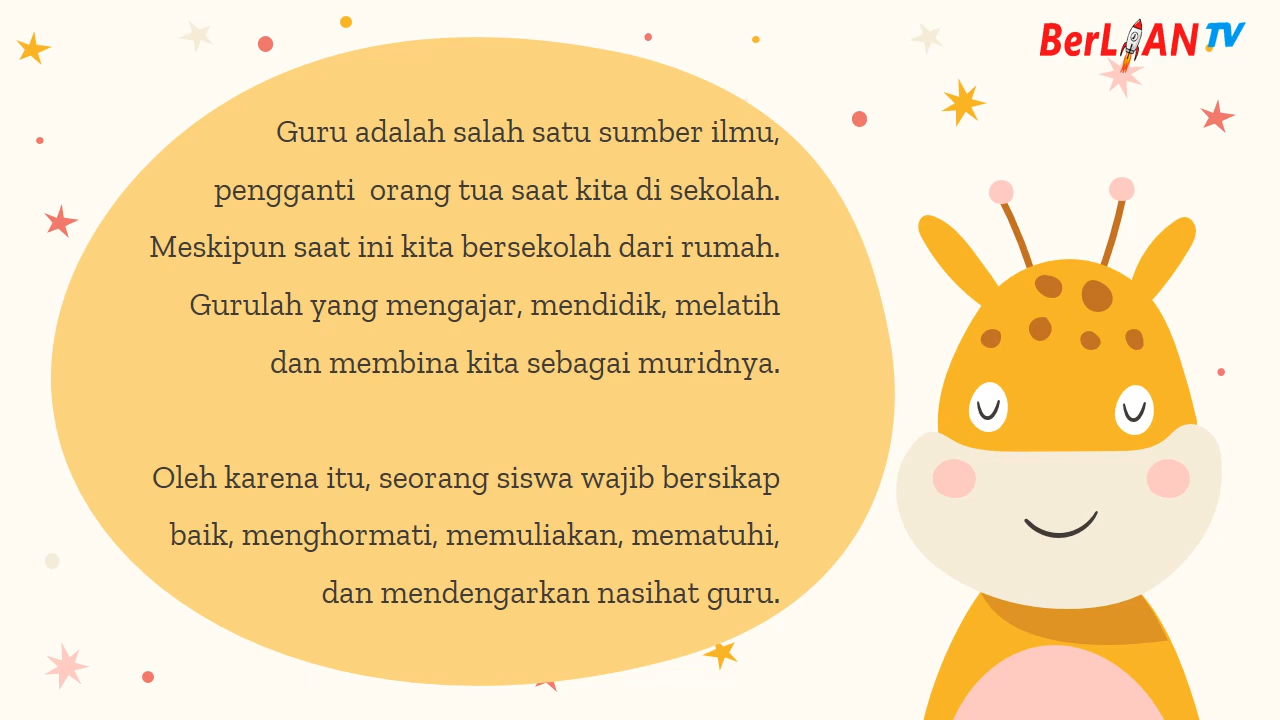 BerLIAN TV
Guru adalah salah satu sumber ilmu,
pengganti orang tua saat kita di sekolah.
Meskipun saat ini kita bersekolah dari rumah.
Gurulah yang mengajar, mendidik, melatih
dan membina kita sebagai muridnya.
Oleh karena itu, seorang siswa wajib bersikap
baik, menghormati, memuliakan, mematuhi,
dan mendengarkan nasihat guru.